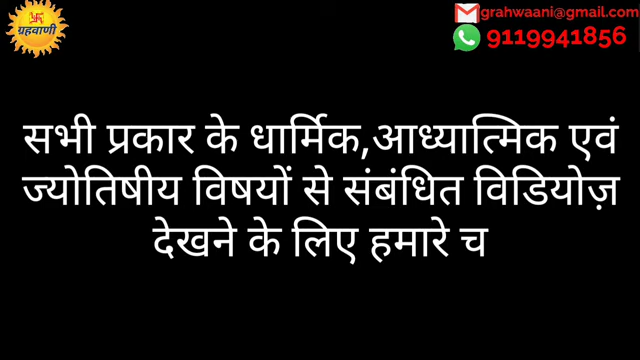 ग्रहवाणी
grahwaani@gmail.com
9119941856
सभी प्रकार के धार्मिक,आध्यात्मिक एवं
ज्योतिषीय विषयों से संबंधित विडियोज़
देखने के लिए हमारे च